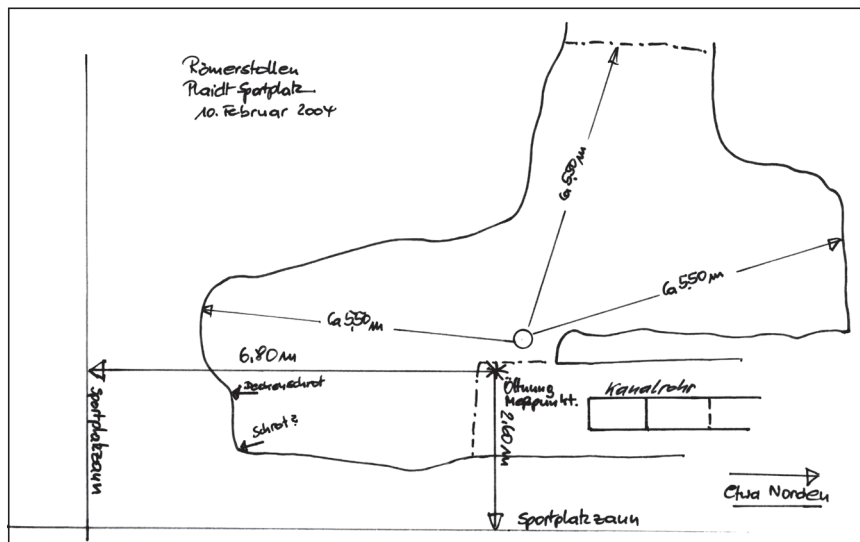 Römerstollen
Plaidt Sportplatz
10. Februar 2004
ca 5.50 m
ca 5.50 m
ca 5.50 m
6.80 m
Deckenschrot
Schrot?
Öffnung
Meßpunkt.
2.60 m
Kanalrohr
Sportplatzzaun
Sportplatzzaun
Etwa Norden